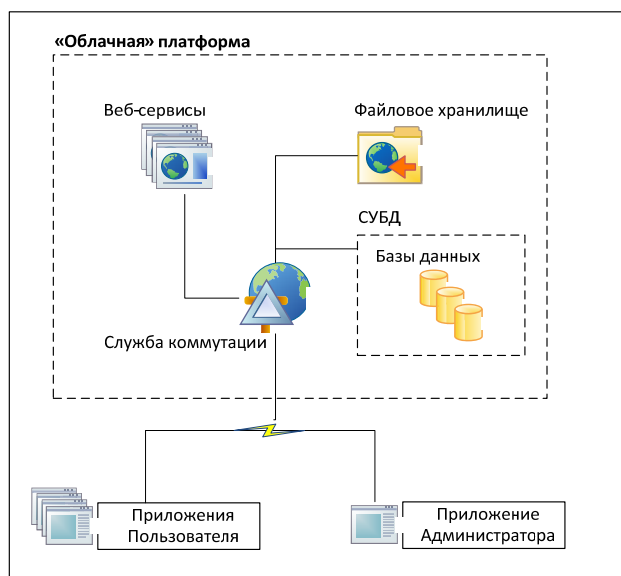 «Облачная» платформа
Веб-сервисы
Файловое хранилище
СУБД
Базы данных
Служба коммутации
Приложения
Пользователя
Приложение
Администратора